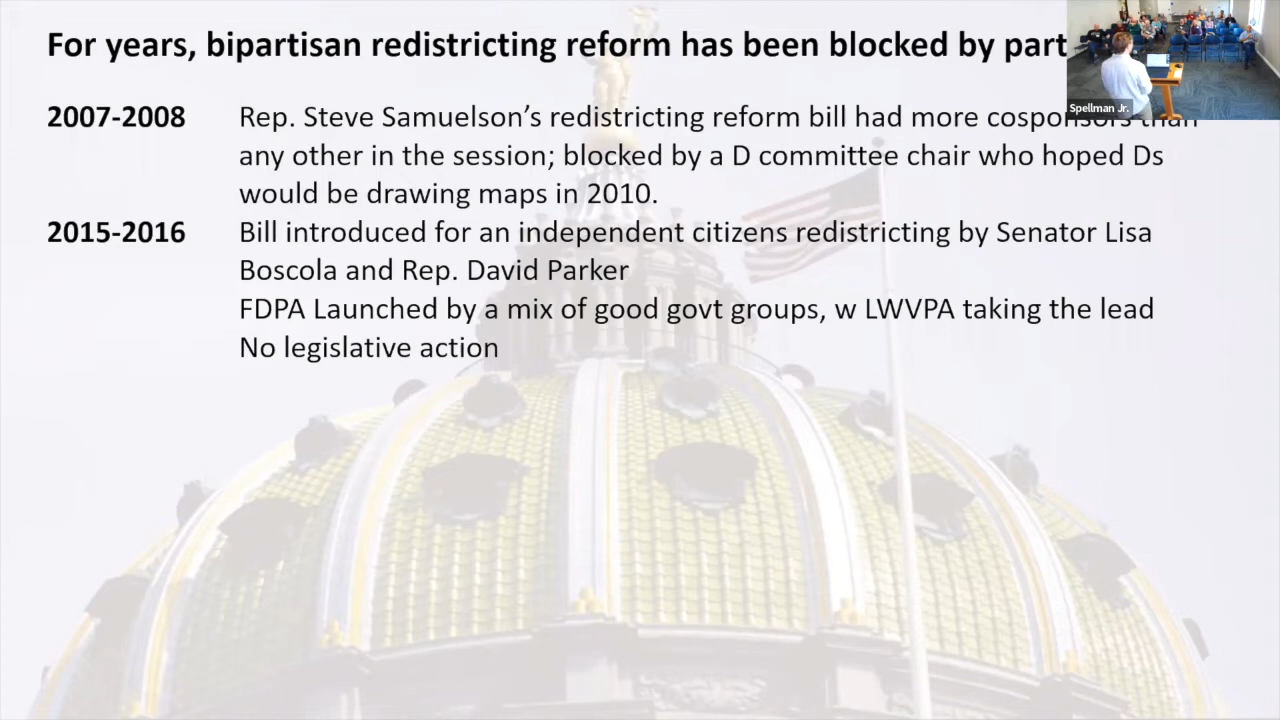 For years, bipartisan redistricting reform has been blocked by part
Spellman Jr.
2007-2008 Rep. Steve Samuelson’s redistricting reform bill had more cosponsors than
any other in the session; blocked by a D committee chair who hoped Ds
would be drawing maps in 2010.
2015-2016 Bill introduced for an independent citizens redistricting by Senator Lisa
Boscola and Rep. David Parker
FDPA Launched by a mix of good govt groups, w LWVPA taking the lead
No legislative action